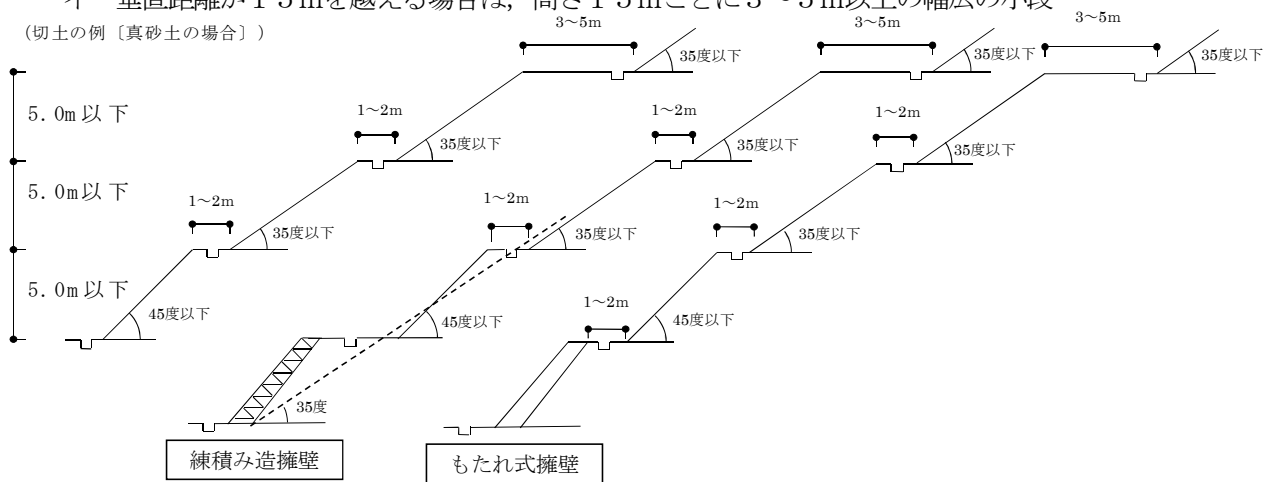 イ　垂直距離が１５ｍを越える場合は，高さ１５ｍごとに３～５ｍ以上の幅広の小段
(切土の例〔真砂土の場合〕)
3～5m
3～5m
3～5m
35度以下
35度以下
35度以下
5.0m以下
1～2m
1～2m
1～2m
35度以下
35度以下
35度以下
5.0m以下
1～2m
1～2m
1～2m
35度以下
35度以下
35度以下
5.0m以下
1～2m
45度以下
45度以下
45度以下
35度
練積み造擁壁
もたれ式擁壁